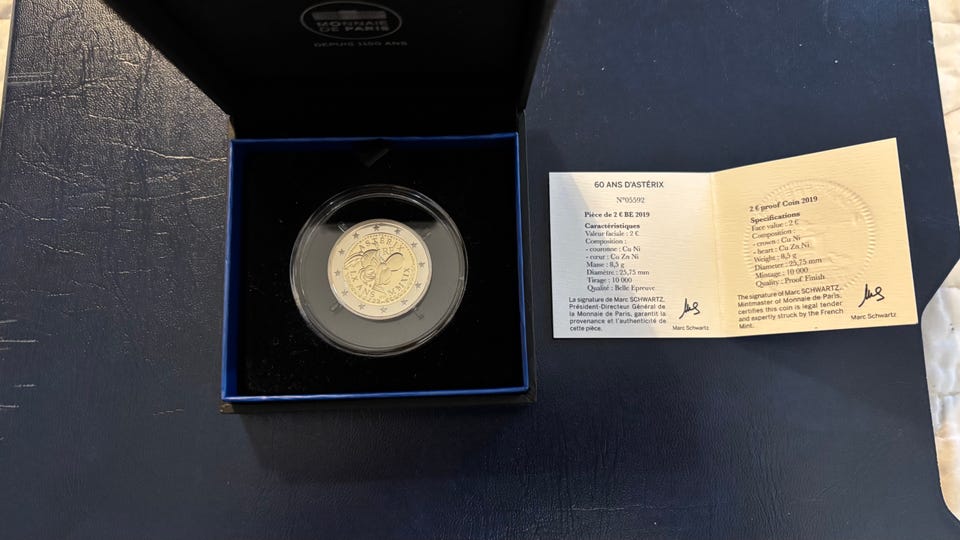 MONNAIE
DE PARIS
DEPUIS 1150 ANS
ASTÉRIX
RF
60 ANS D'ASTÉRIX
N°05592
Pièce de 2 € BE 2019
Caractéristiques
Valeur faciale : 2 €
Composition :
- couronne : Cu Ni
- cœur : Cu Zn Ni
Masse : 8,5 g
Diamètre : 25,75 mm
Tirage : 10 000
Qualité : Belle Epreuve
La signature de Marc SCHWARTZ,
Président-Directeur Général de
la Monnaie de Paris, garantit la
provenance et l'authenticité de
cette pièce.
Marc Schwartz
2 € proof Coin 2019
Specifications
Face value : 2 €
Composition :
- crown : Cu Ni
- heart : Cu Zn Ni
Weight : 8,5 g
Diameter : 25,75 mm
Mintage : 10 000
Quality : Proof Finish
The signature of Marc SCHWARTZ,
Mintmaster of Monnaie de Paris,
certifies this coin is legal tender
and expertly struck by the French
Mint.
Marc Schwartz